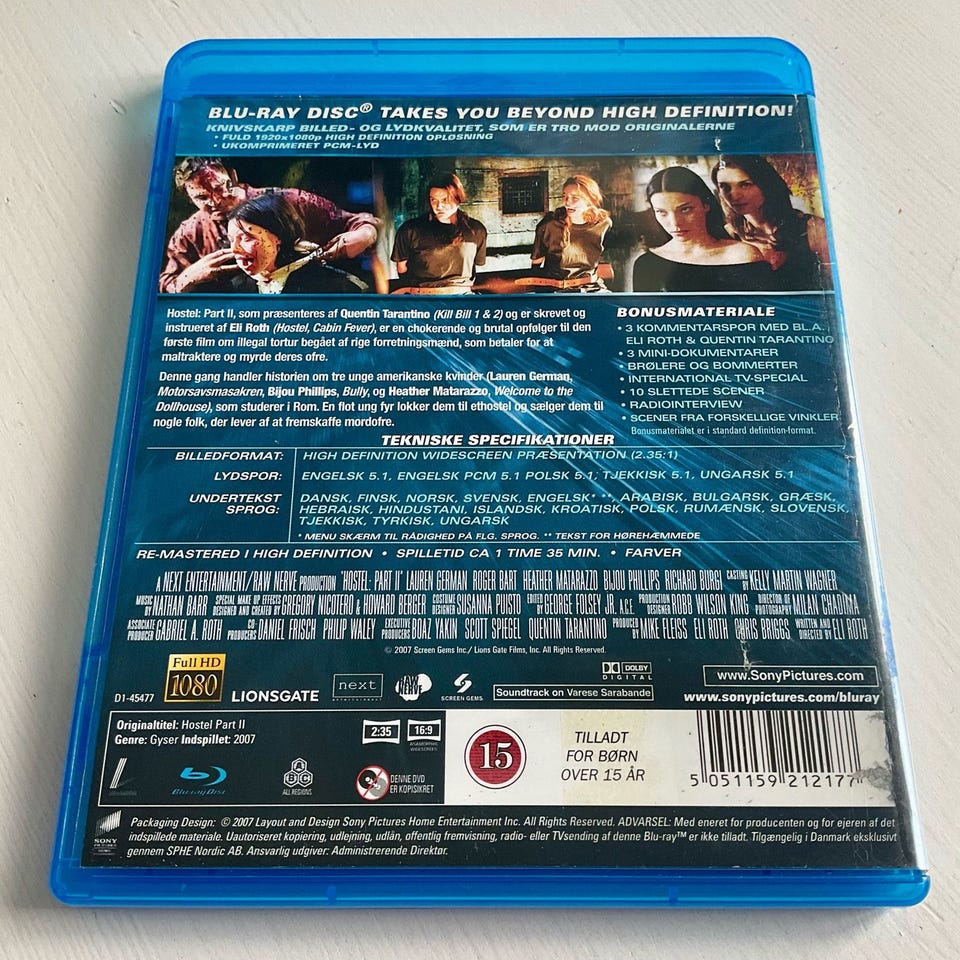 BLU-RAY DISC® TAKES YOU BEYOND HIGH DEFINITION!
KNIVSKARP BILLED- OG LYDKVALITET, SOM ER TRO MOD ORIGINALERNE
• FULD 1920x1080p HIGH DEFINITION OPLØSNING
• UKOMPRIMERET PCM-LYD
Hostel: Part II, som præsenteres af Quentin Tarantino (Kill Bill 1 & 2) og er skrevet og
instrueret af Eli Roth (Hostel, Cabin Fever), er en chokerende og brutal opfølger til den
første film om illegal tortur begået af rige forretningsmænd, som betaler for at
maltraktere og myrde deres ofre.
Denne gang handler historien om tre unge amerikanske kvinder (Lauren German,
Motorsavsmasakren, Bijou Phillips, Bully, og Heather Matarazzo, Welcome to the
Dollhouse), som studerer i Rom. En flot ung fyr lokker dem til ethostel og sælger dem til
nogle folk, der lever af at fremskaffe mordofre.
BONUSMATERIALE
• 3 KOMMENTARSPOR MED BL.A.
ELI ROTH & QUENTIN TARANTINO
• 3 MINI-DOKUMENTARER
• BRØLERE OG BOMMERTER
• INTERNATIONAL TV-SPECIAL
• 10 SLETTEDE SCENER
• RADIOINTERVIEW
• SCENER FRA FORSKELLIGE VINKLER
Bonusmaterialet er i standard definition-format.
TEKNISKE SPECIFIKATIONER
BILLEDFORMAT: HIGH DEFINITION WIDESCREEN PRÆSENTATION (2.35:1)
LYDSPOR: ENGELSK 5.1, ENGELSK PCM 5.1 POLSK 5.1, TJEKKISK 5.1, UNGARSK 5.1
UNDERTEKST SPROG: DANSK, FINSK, NORSK, SVENSK, ENGELSK* **, ARABISK, BULGARSK, GRÆSK,
HEBRAISK, HINDUSTANI, ISLANDSK, KROATISK, POLSK, RUMÆNSK, SLOVENSK,
TJEKKISK, TYRKISK, UNGARSK
* MENU SKÆRM TIL RÅDIGHED PÅ FLG. SPROG. ** TEKST FOR HØREHÆMMEDE
RE-MASTERED I HIGH DEFINITION • SPILLETID CA 1 TIME 35 MIN. • FARVER
A NEXT ENTERTAINMENT/RAW NERVE PRODUCTION "HOSTEL: PART II" LAUREN GERMAN ROGER BART HEATHER MATARAZZO BIJOU PHILLIPS RICHARD BURGI CASTING BY KELLY MARTIN WAGNER
MUSIC BY NATHAN BARR SPECIAL MAKE UP EFFECTS DESIGNED AND CREATED BY GREGORY NICOTERO & HOWARD BERGER COSTUME DESIGNER SUSANNA PUISTO EDITED BY GEORGE FOLSEY JR. A.C.E. PRODUCTION DESIGNER ROBB WILSON KING DIRECTOR OF PHOTOGRAPHY MILAN CHADIMA
ASSOCIATE PRODUCER GABRIEL A. ROTH CO-PRODUCERS DANIEL FRISCH PHILIP WALEY EXECUTIVE PRODUCERS BOAZ YAKIN SCOTT SPIEGEL QUENTIN TARANTINO PRODUCED BY MIKE FLEISS ELI ROTH CHRIS BRIGGS WRITTEN AND DIRECTED BY ELI ROTH
© 2007 Screen Gems Inc./ Lions Gate Films, Inc. All Rights Reserved.
D1-45477
Full HD
1080
LIONSGATE
next
ENTERTAINMENT
RAW NERVE
SCREEN GEMS
DOLBY
DIGITAL
Soundtrack on Varese Sarabande
www.SonyPictures.com
www.sonypictures.com/bluray
Originaltitel: Hostel Part II
Genre: Gyser Indspillet: 2007
2:35
16:9
ANAMORPHIC
WIDESCREEN
Blu-ray Disc
A
B C
ALL REGIONS
DENNE DVD
ER KOPISIKRET
15
TILLADT
FOR BØRN
OVER 15 ÅR
5 051159 212177
SONY
Packaging Design: © 2007 Layout and Design Sony Pictures Home Entertainment Inc. All Rights Reserved. ADVARSEL: Med eneret for producenten og for ejeren af det
indspillede materiale. Uautoriseret kopiering, udlejning, udlån, offentlig fremvisning, radio- eller TVsending af denne Blu-ray™ er ikke tilladt. Tilgængelig i Danmark eksklusivt
gennem SPHE Nordic AB. Ansvarlig udgiver: Administrerende Direktør.